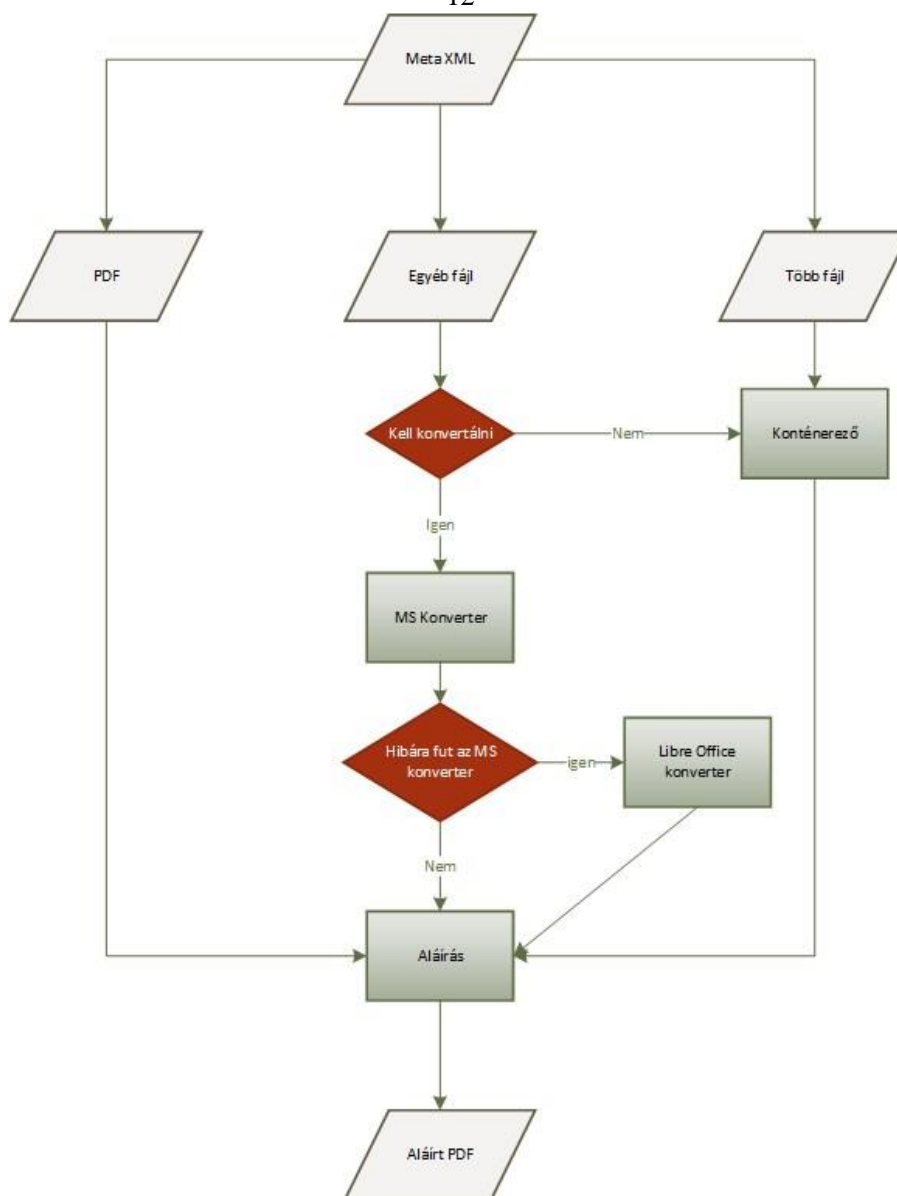 12
Meta XML
PDF
Egyéb fájl
Több fájl
Kell konvertálni
Nem
Konténerező
Igen
MS Konverter
Hibára fut az MS
konverter
igen
Libre Office
konverter
Nem
Aláírás
Aláírt PDF